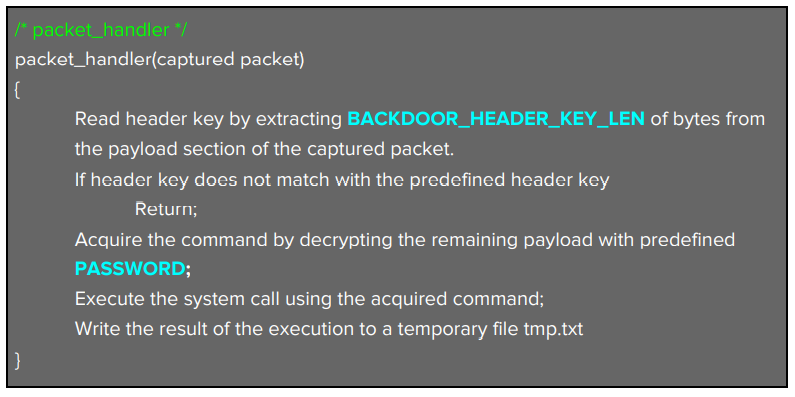 /* packet_handler */
packet_handler(captured packet)
{
Read header key by extracting BACKDOOR_HEADER_KEY_LEN of bytes from
the payload section of the captured packet.
If header key does not match with the predefined header key
Return;
Acquire the command by decrypting the remaining payload with predefined
PASSWORD;
Execute the system call using the acquired command;
Write the result of the execution to a temporary file tmp.txt
}